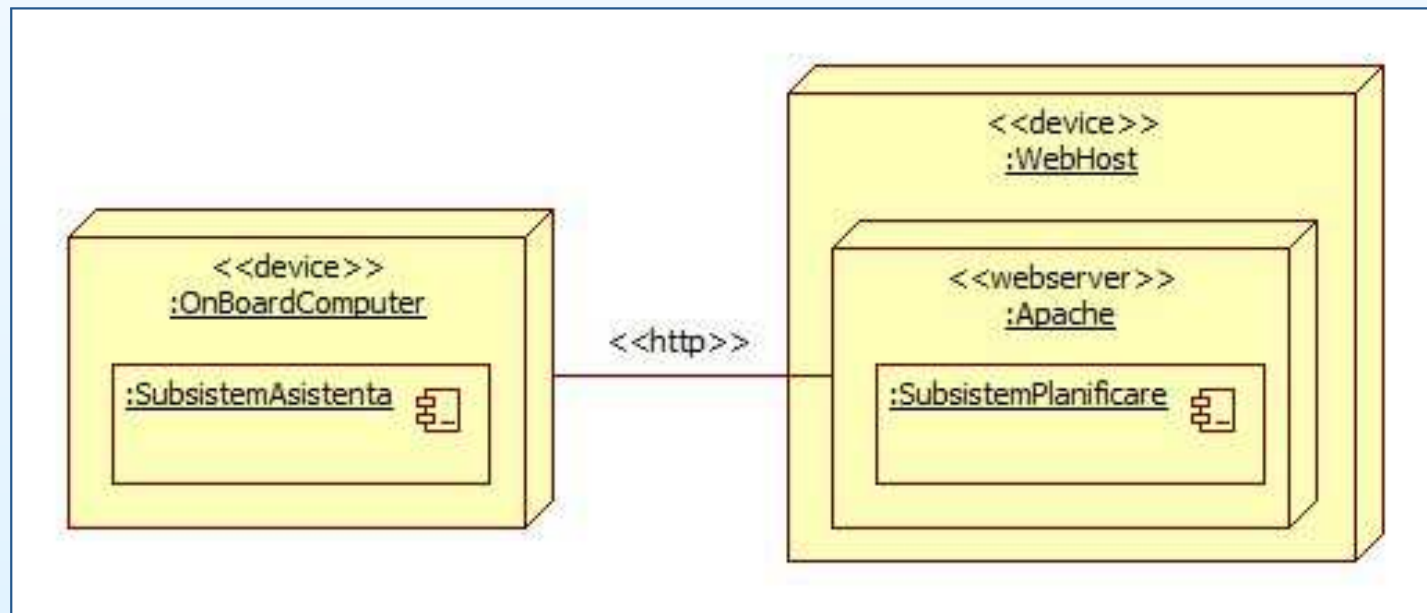 <<device>>
:OnBoardComputer
:SubsistemAsistenta
<<http>>
<<device>>
:WebHost
<<webserver>>
:Apache
:SubsistemPlanificare